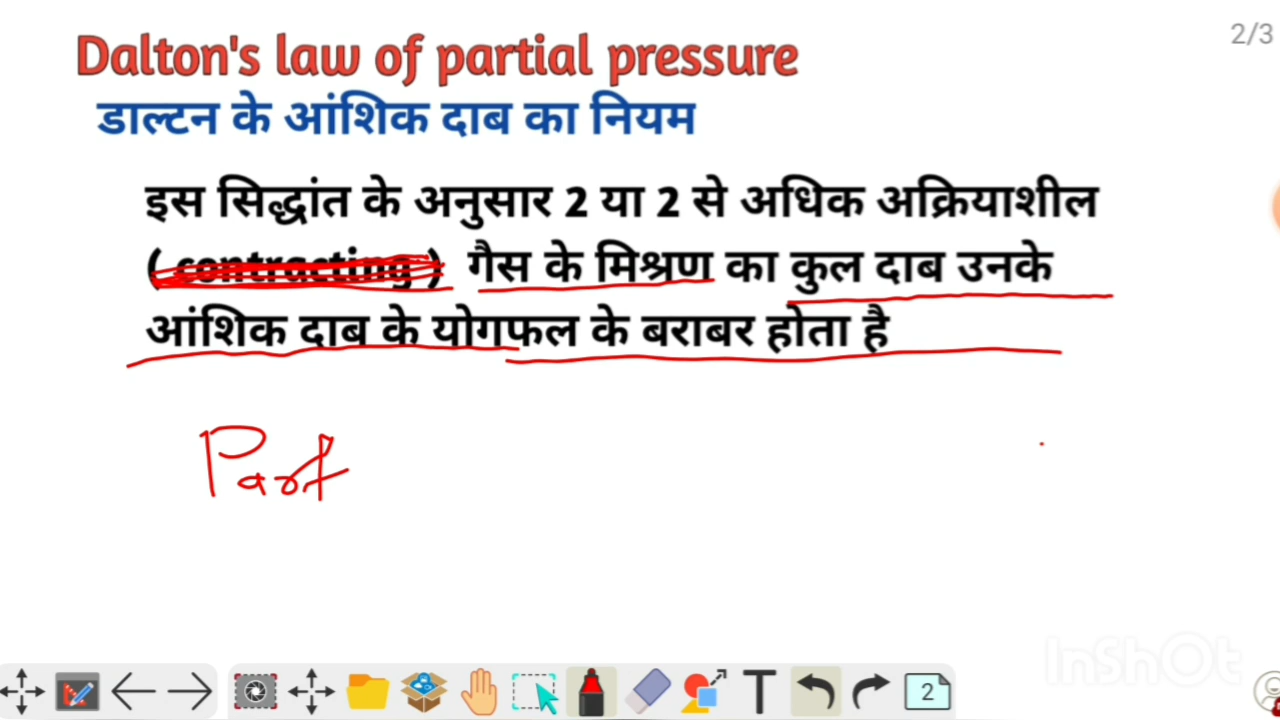 2/3
Dalton's law of partial pressure
डाल्टन के आंशिक दाब का नियम
इस सिद्धांत के अनुसार 2 या 2 से अधिक अक्रियाशील
( contracting ) गैस के मिश्रण का कुल दाब उनके
आंशिक दाब के योगफल के बराबर होता है
Part
InShOt
T
2